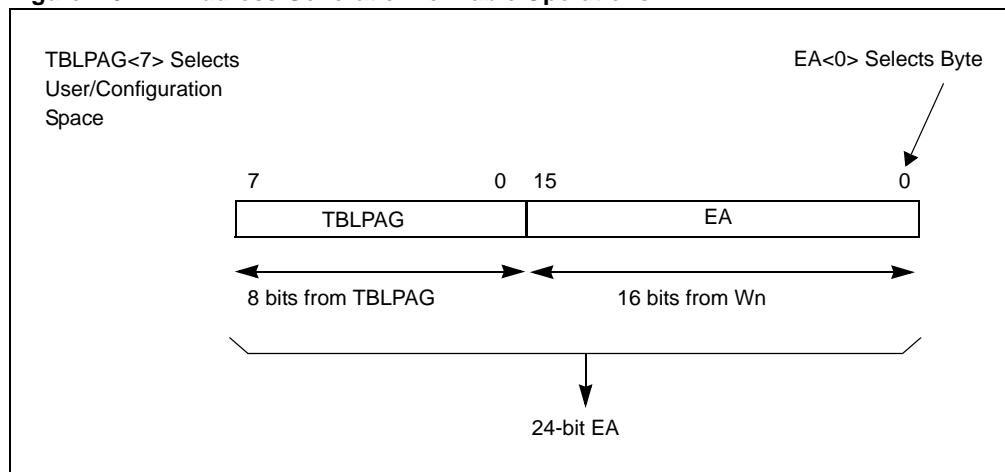 TBLPAG<7> Selects
User/Configuration
Space
EA<0> Selects Byte
7 0 15 0
TBLPAG EA
8 bits from TBLPAG 16 bits from Wn
24-bit EA